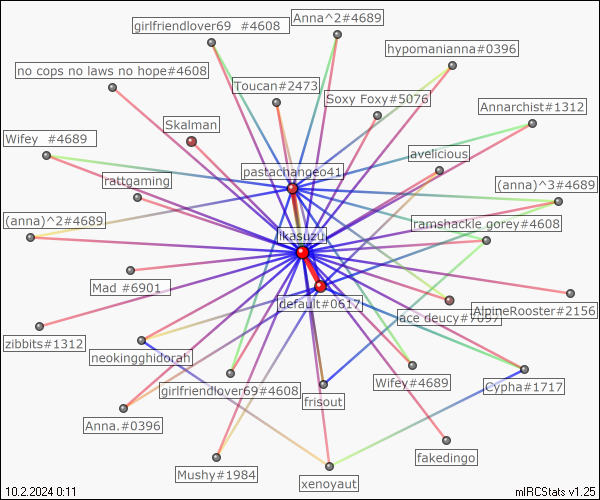 Anna^2#4689
girlfriendlover69 #4608
hypomanianna#0396
no cops no laws no hope#4608
Toucan#2473
Soxy Foxy#5076
Annarchist#1312
Skalman
Wifey #4689
avelicious
pastachangeo41
rattgaming
(anna)^3#4689
(anna)^2#4689
ramshackle gorey#4608
ikasuzu
Mad #6901
default#0617
ace deucy#7697
AlpineRooster#2156
zibbits#1312
neokingghidorah
girlfriendlover69#4608
Wifey#4689
Cypha#1717
frisout
Anna.#0396
fakedingo
Mushy#1984
xenoyaut
10.2.2024 0:11
mIRCStats v1.25